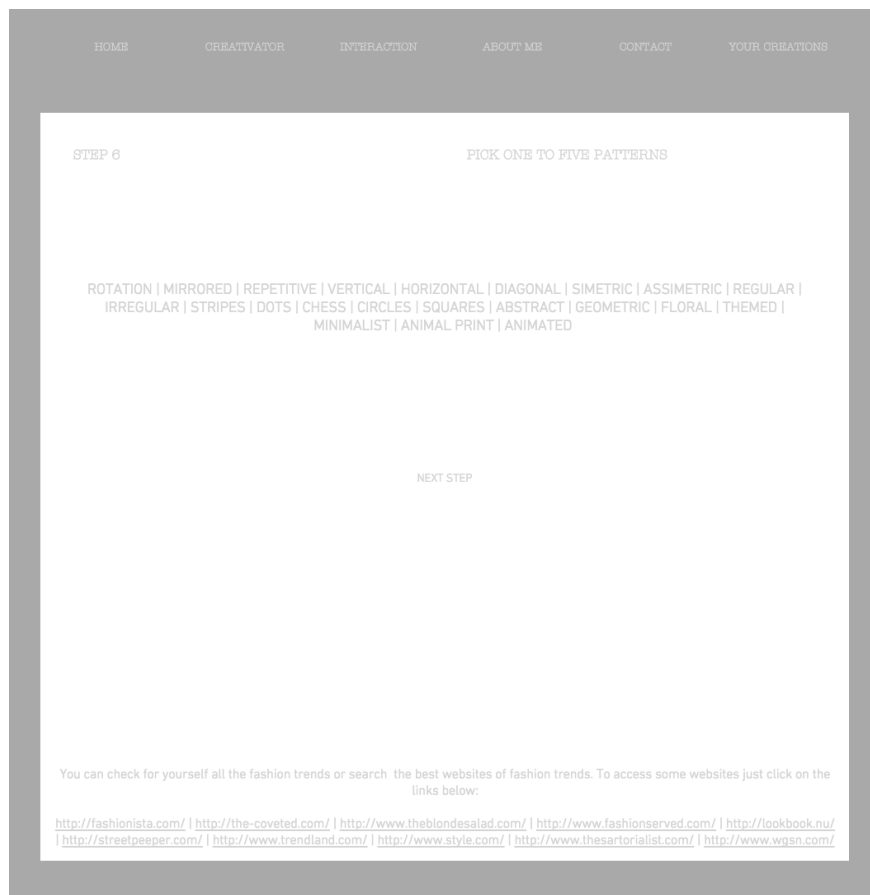 HOME CREATIVATOR INTERACTION ABOUT ME CONTACT YOUR CREATIONS
STEP 6 PICK ONE TO FIVE PATTERNS
ROTATION | MIRRORED | REPETITIVE | VERTICAL | HORIZONTAL | DIAGONAL | SIMETRIC | ASSIMETRIC | REGULAR |
IRREGULAR | STRIPES | DOTS | CHESS | CIRCLES | SQUARES | ABSTRACT | GEOMETRIC | FLORAL | THEMED |
MINIMALIST | ANIMAL PRINT | ANIMATED
NEXT STEP
You can check for yourself all the fashion trends or search  the best websites of fashion trends. To access some websites just click on the
links below:
http://fashionista.com/ | http://the-coveted.com/ | http://www.theblondesalad.com/ | http://www.fashionserved.com/ | http://lookbook.nu/
| http://streetpeeper.com/ | http://www.trendland.com/ | http://www.style.com/ | http://www.thesartorialist.com/ | http://www.wgsn.com/